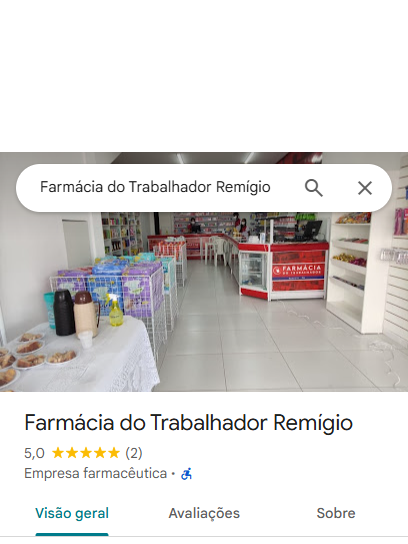 Farmácia do Trabalhador Remígio
FARMÁCIA
DO TRABALHADOR
Farmácia do Trabalhador Remígio
5,0 (2)
Empresa farmacêutica ·
Visão geral
Avaliações
Sobre